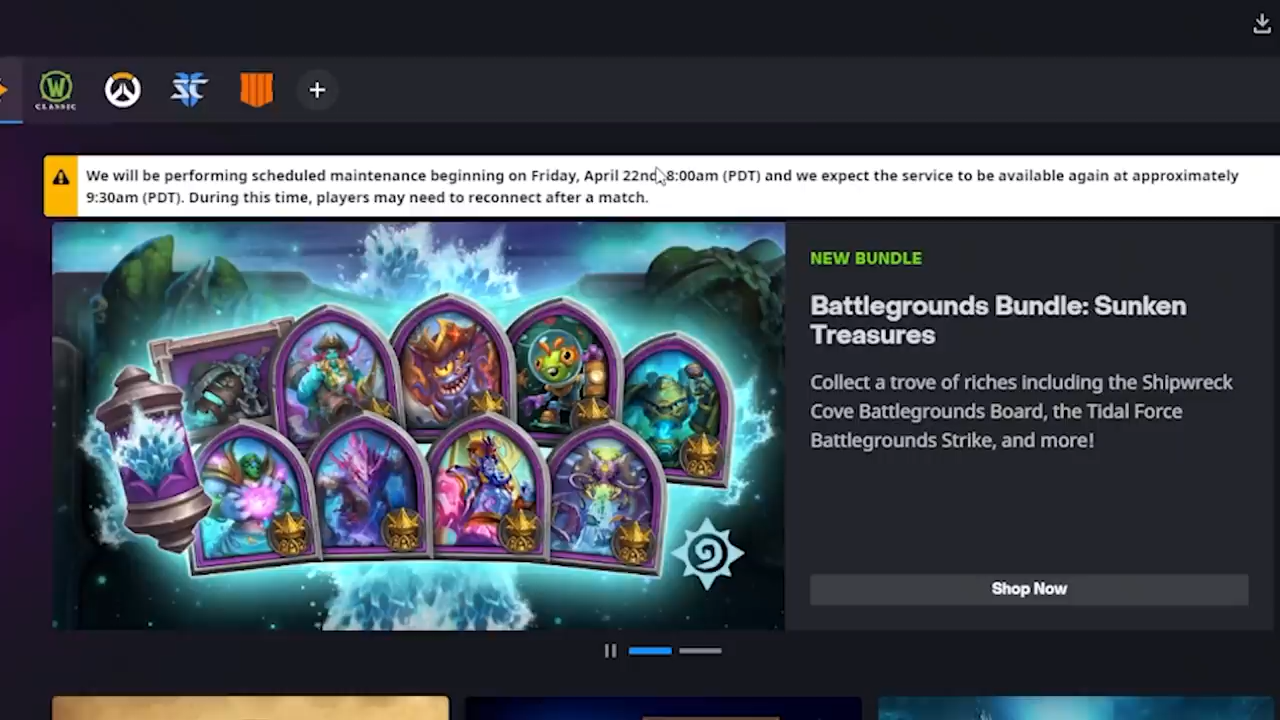 W
CLASSIC
SC
We will be performing scheduled maintenance beginning on Friday, April 22nd, 8:00am (PDT) and we expect the service to be available again at approximately
9:30am (PDT). During this time, players may need to reconnect after a match.
NEW BUNDLE
Battlegrounds Bundle: Sunken
Treasures
Collect a trove of riches including the Shipwreck
Cove Battlegrounds Board, the Tidal Force
Battlegrounds Strike, and more!
Shop Now